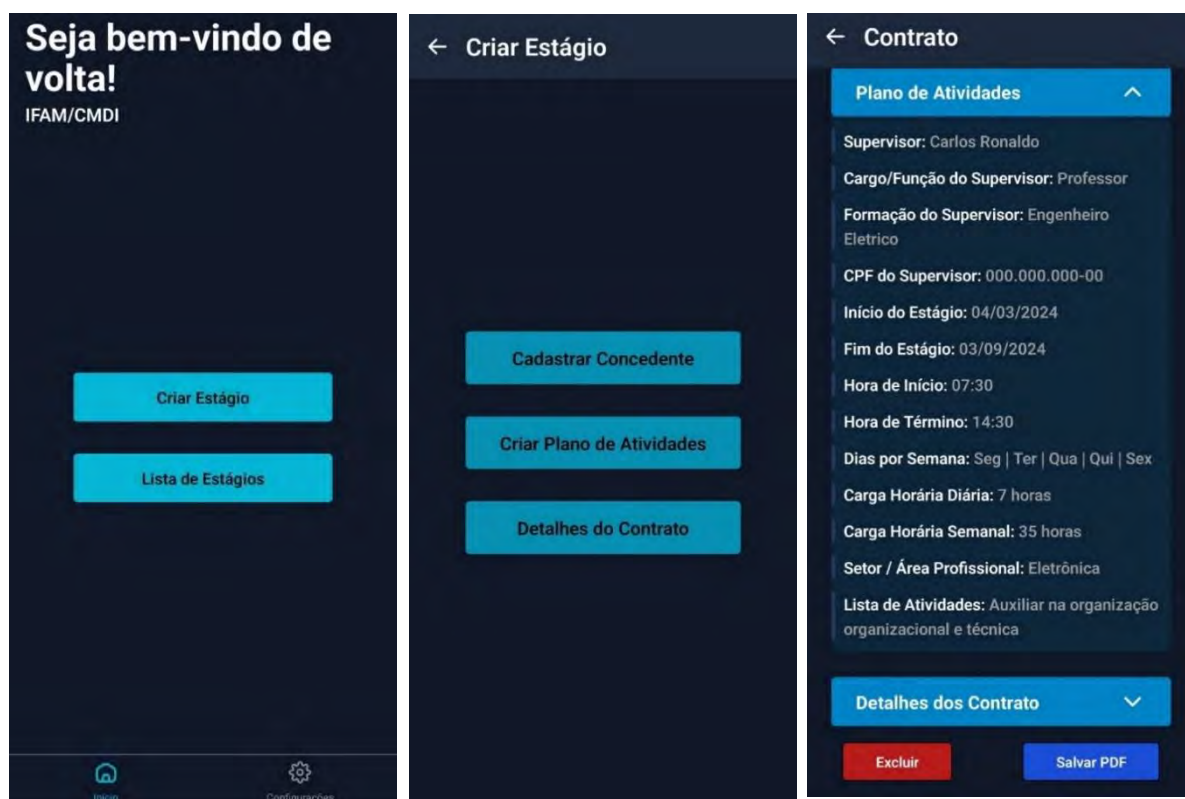 Seja bem-vindo de
volta!
IFAM/CMDI
Criar Estágio
Lista de Estágios
Início
Configurações
← Criar Estágio
Cadastrar Concedente
Criar Plano de Atividades
Detalhes do Contrato
← Contrato
Plano de Atividades
Supervisor: Carlos Ronaldo
Cargo/Função do Supervisor: Professor
Formação do Supervisor: Engenheiro
Eletrico
CPF do Supervisor: 000.000.000-00
Início do Estágio: 04/03/2024
Fim do Estágio: 03/09/2024
Hora de Início: 07:30
Hora de Término: 14:30
Dias por Semana: Seg | Ter | Qua | Qui | Sex
Carga Horária Diária: 7 horas
Carga Horária Semanal: 35 horas
Setor / Área Profissional: Eletrônica
Lista de Atividades: Auxiliar na organização
organizacional e técnica
Detalhes dos Contrato
Excluir
Salvar PDF